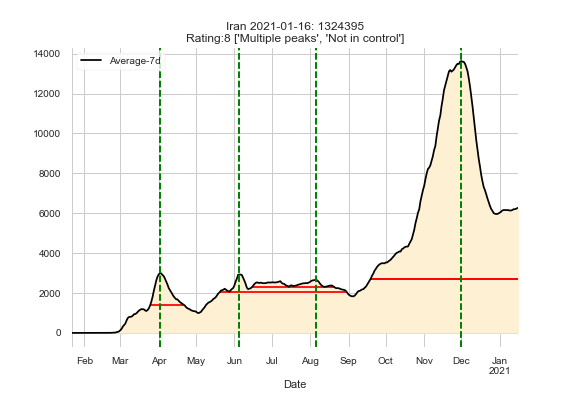 Iran 2021-01-16: 1324395
Rating:8 ['Multiple peaks', 'Not in control']
Average-7d
14000
12000
10000
8000
6000
4000
2000
0
Feb Mar Apr May Jun Jul Aug Sep Oct Nov Dec Jan
2021
Date